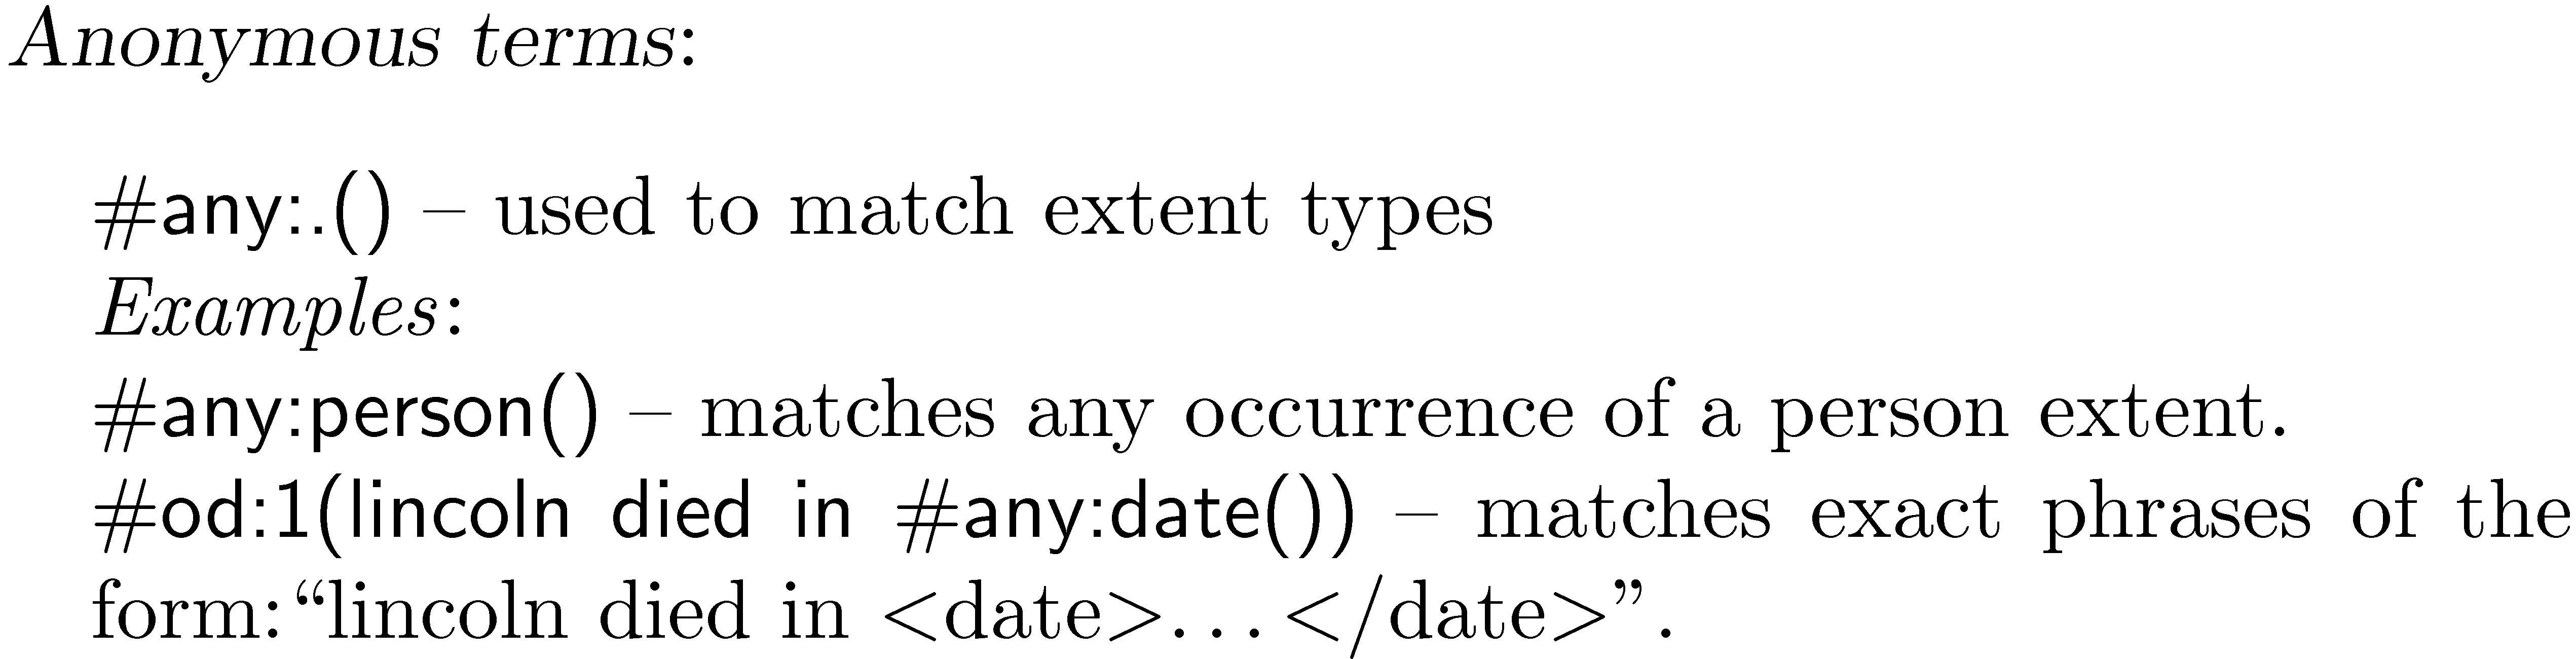 Anonymous terms:
#any:.() – used to match extent types
Examples:
#any:person() – matches any occurrence of a person extent.
#od:1(lincoln died in #any:date()) – matches exact phrases of the
form:“lincoln died in <date>...</date>”.